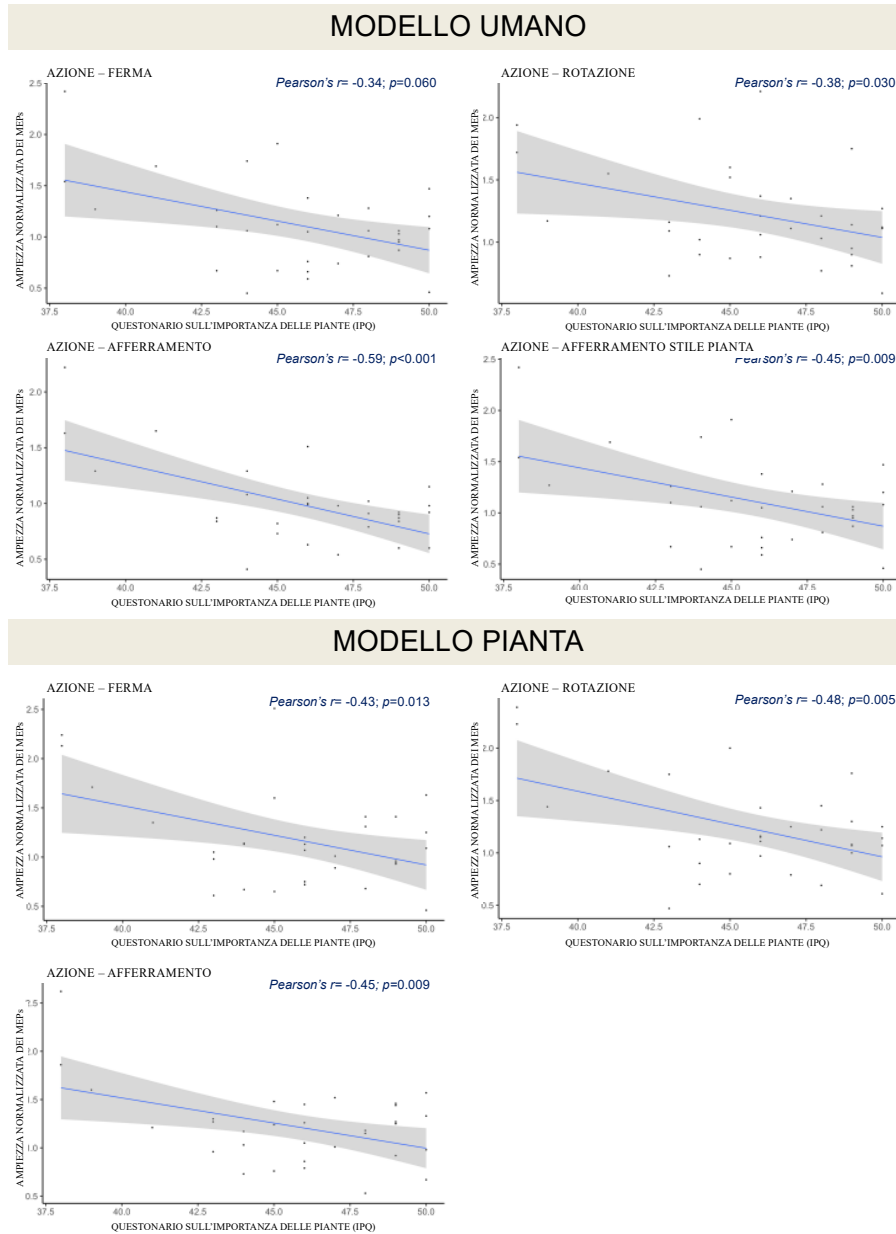 MODELLO UMANO
AZIONE – FERMA
Pearson's r= -0.34; p=0.060
AMPIEZZA NORMALIZZATA DEI MEPs
2.5
2.0
1.5
1.0
0.5
37.5 40.0 42.5 45.0 47.5 50.0
QUESTONARIO SULL'IMPORTANZA DELLE PIANTE (IPQ)
AZIONE – ROTAZIONE
Pearson's r= -0.38; p=0.030
AMPIEZZA NORMALIZZATA DEI MEPs
2.0
1.5
1.0
37.5 40.0 42.5 45.0 47.5 50.0
QUESTONARIO SULL'IMPORTANZA DELLE PIANTE (IPQ)
AZIONE – AFFERRAMENTO
Pearson's r= -0.59; p<0.001
AMPIEZZA NORMALIZZATA DEI MEPs
2.0
1.5
1.0
0.5
37.5 40.0 42.5 45.0 47.5 50.0
QUESTONARIO SULL'IMPORTANZA DELLE PIANTE (IPQ)
AZIONE – AFFERRAMENTO STILE PIANTA
Pearson's r= -0.45; p=0.009
AMPIEZZA NORMALIZZATA DEI MEPs
2.5
2.0
1.5
1.0
0.5
37.5 40.0 42.5 45.0 47.5 50.0
QUESTONARIO SULL'IMPORTANZA DELLE PIANTE (IPQ)
MODELLO PIANTA
AZIONE – FERMA
Pearson's r= -0.43; p=0.013
AMPIEZZA NORMALIZZATA DEI MEPs
2.5
2.0
1.5
1.0
0.5
37.5 40.0 42.5 45.0 47.5 50.0
QUESTONARIO SULL'IMPORTANZA DELLE PIANTE (IPQ)
AZIONE – ROTAZIONE
Pearson's r= -0.48; p=0.005
AMPIEZZA NORMALIZZATA DEI MEPs
2.0
1.5
1.0
0.5
37.5 40.0 42.5 45.0 47.5 50.0
QUESTONARIO SULL'IMPORTANZA DELLE PIANTE (IPQ)
AZIONE – AFFERRAMENTO
Pearson's r= -0.45; p=0.009
AMPIEZZA NORMALIZZATA DEI MEPs
2.5
2.0
1.5
1.0
0.5
37.5 40.0 42.5 45.0 47.5 50.0
QUESTONARIO SULL'IMPORTANZA DELLE PIANTE (IPQ)